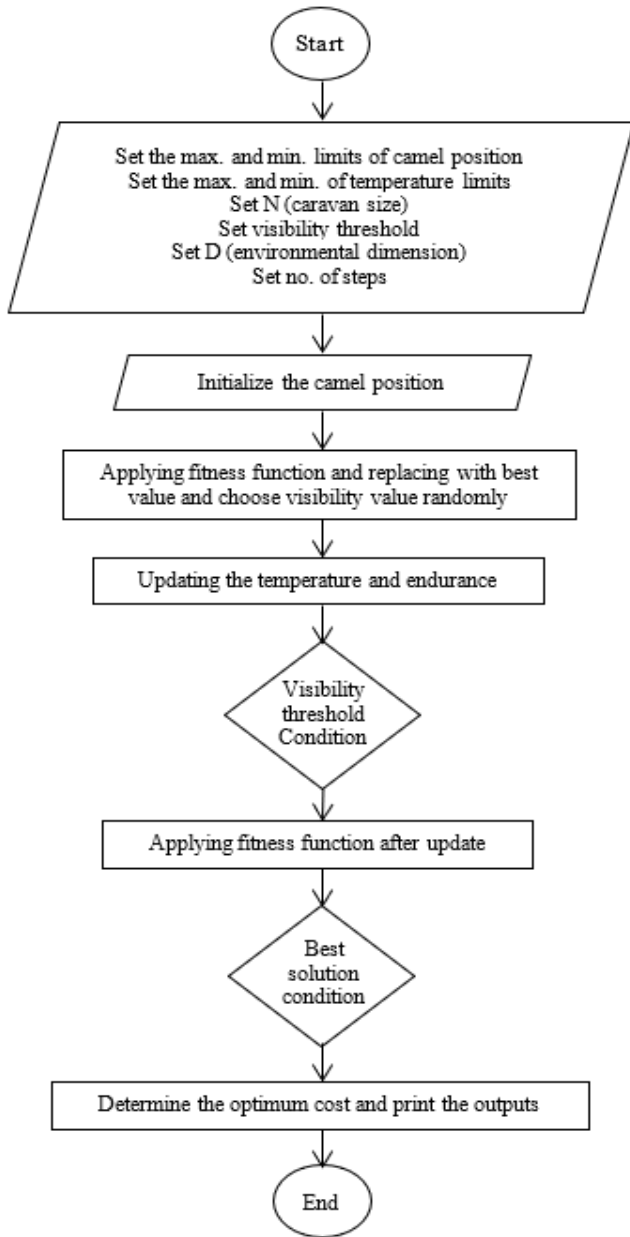 Start
Set the max. and min. limits of camel position
Set the max. and min. of temperature limits
Set N (caravan size)
Set visibility threshold
Set D (environmental dimension)
Set no. of steps
Initialize the camel position
Applying fitness function and replacing with best
value and choose visibility value randomly
Updating the temperature and endurance
Visibility
threshold
Condition
Applying fitness function after update
Best
solution
condition
Determine the optimum cost and print the outputs
End